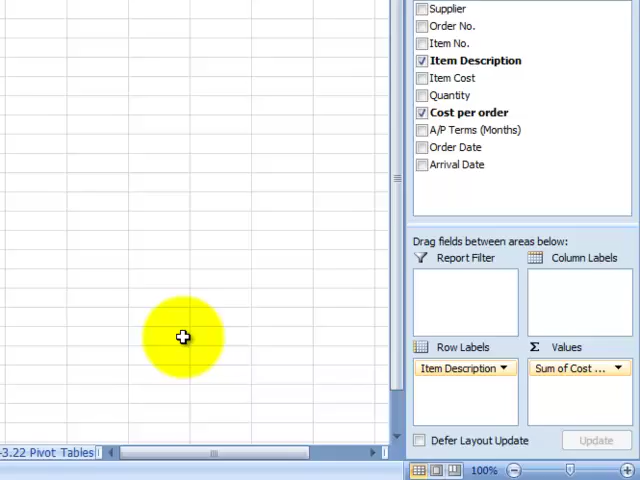 Supplier
Order No.
Item No.
Item Description
Item Cost
Quantity
Cost per order
A/P Terms (Months)
Order Date
Arrival Date
Drag fields between areas below:
Report Filter
Column Labels
Row Labels
Σ Values
Item Description
Sum of Cost ...
Defer Layout Update
Update
-3.22 Pivot Tables
100%